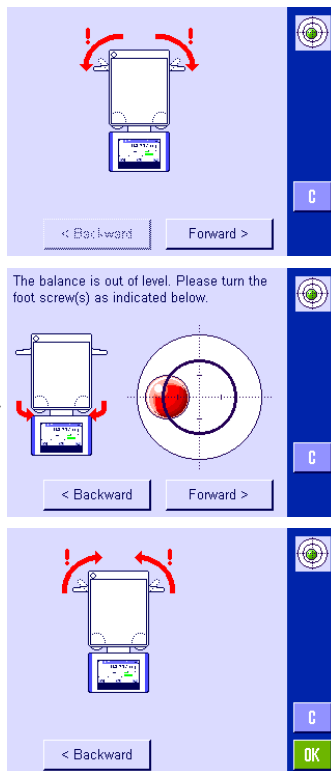 !
!
C
< Backward
Forward >
The balance is out of level. Please turn the
foot screw(s) as indicated below.
C
< Backward
Forward >
!
!
C
< Backward
OK